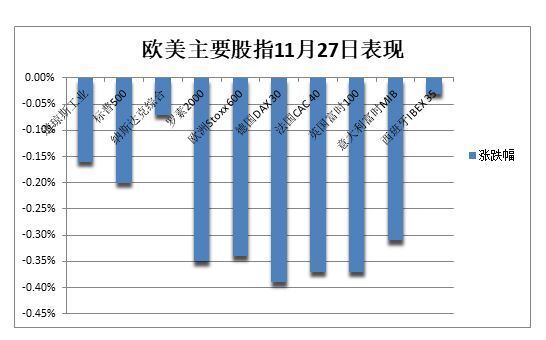 欧美主要股指11月27日表现
0.00%
-0.05%
-0.10%
-0.15%
-0.20%
-0.25%
-0.30%
-0.35%
-0.40%
-0.45%
琼斯工业
标普500
纳斯达克综合
罗素2000
欧洲Stoxx600
德国DAX30
法国CAC40
英国富时100
意大利富时MIB
西班牙IBEX35
涨跌幅